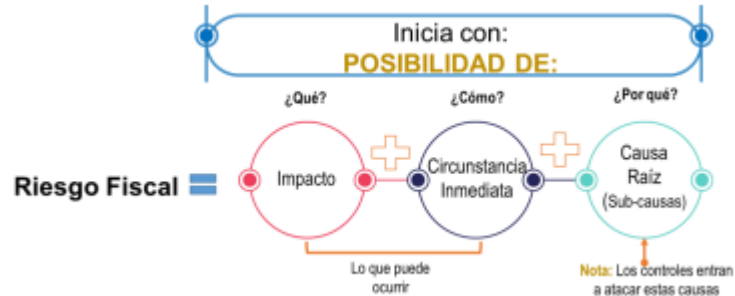 Inicia con:
POSIBILIDAD DE:
¿Qué?
¿Cómo?
¿Por qué?
Riesgo Fiscal =
Impacto
Circunstancia
Inmediata
Causa
Raíz
(Sub-causas)
Lo que puede
ocurrir
Nota: Los controles entran
a atacar estas causas